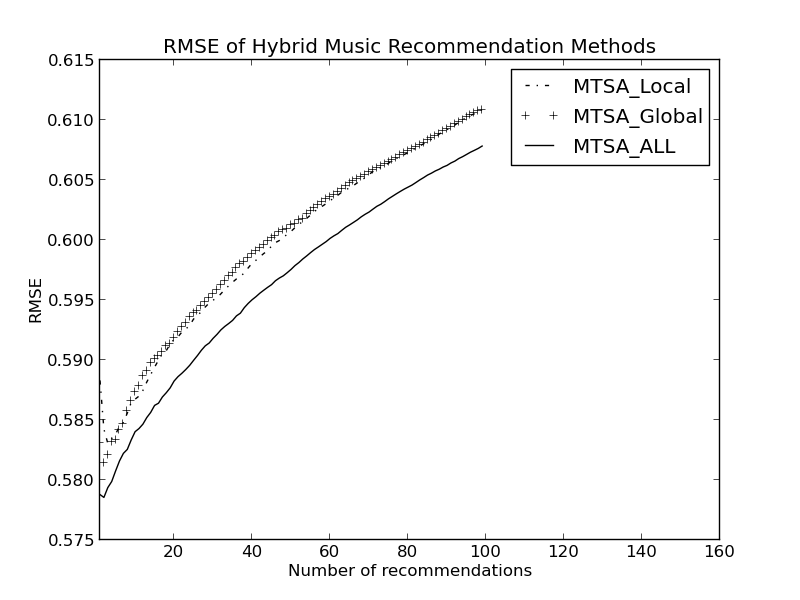 RMSE of Hybrid Music Recommendation Methods
0.615
0.610
0.605
0.600
0.595
0.590
0.585
0.580
0.575
RMSE
MTSA_Local
MTSA_Global
MTSA_ALL
20 40 60 80 100 120 140 160
Number of recommendations